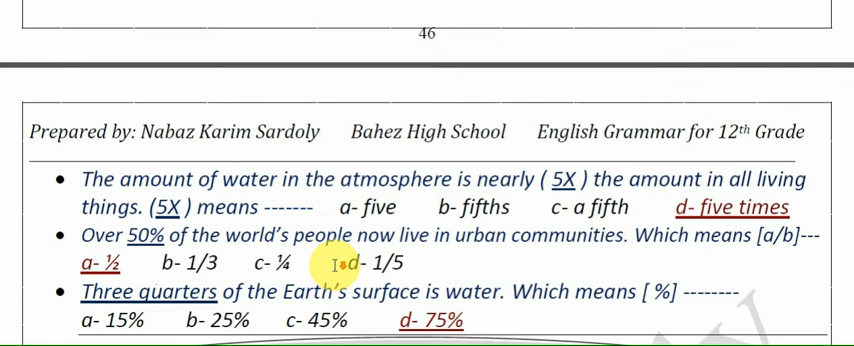 46
Prepared by: Nabaz Karim Sardoly Bahez High School English Grammar for 12th Grade
• The amount of water in the atmosphere is nearly ( 5X ) the amount in all living
things. (5X ) means ------- a- five b- fifths c- a fifth d- five times
• Over 50% of the world's people now live in urban communities. Which means [a/b]---
a- ½ b- 1/3 c- ¼ d- 1/5
• Three quarters of the Earth's surface is water. Which means [ %] --------
a- 15% b- 25% c- 45% d- 75%